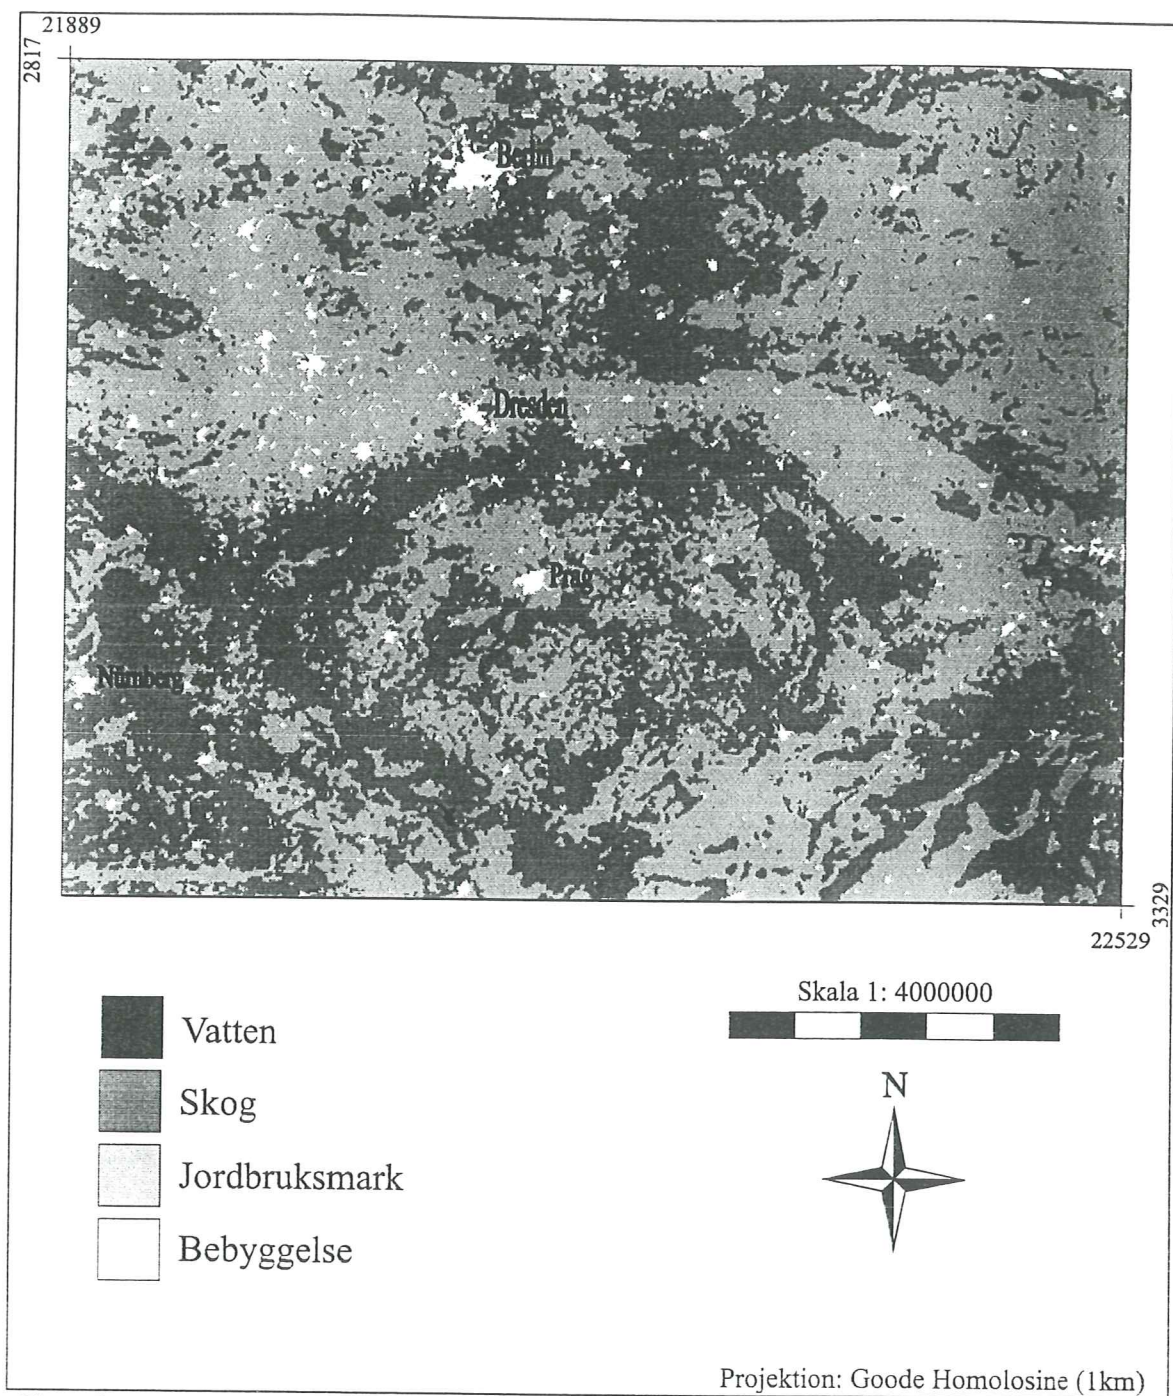 21889
2817
Berlin
Dresden
Prag
Nürnberg
3329
22529
Skala 1: 4000000
Vatten
N
Skog
Jordbruksmark
Bebyggelse
Projektion: Goode Homolosine (1km)